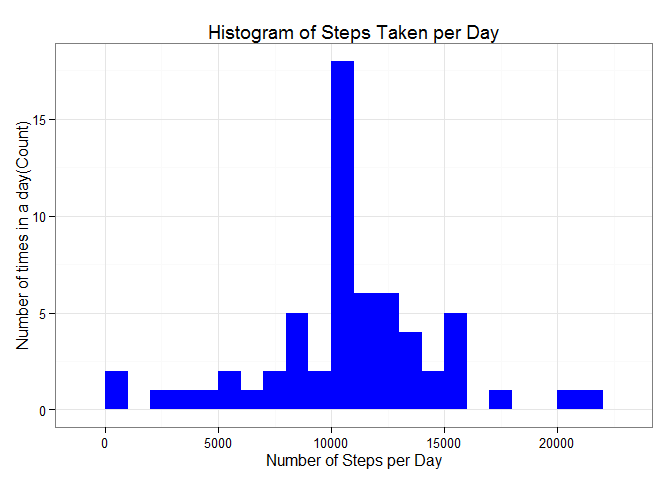 Histogram of Steps Taken per Day
Number of times in a day(Count)
15
10
5
0
0 5000 10000 15000 20000
Number of Steps per Day